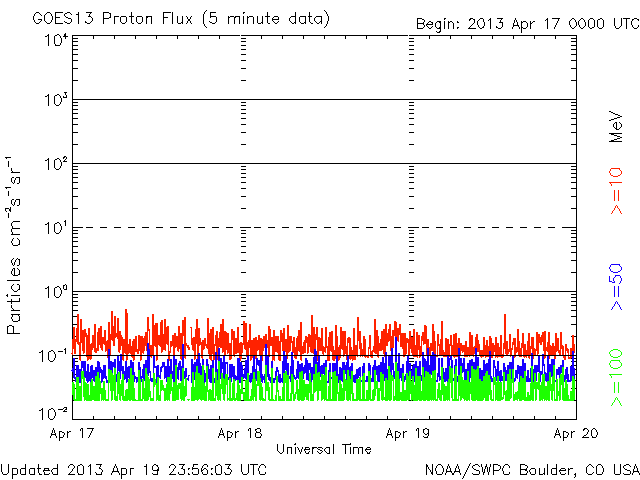 GOES13 Proton Flux (5 minute data)
Begin: 2013 Apr 17 0000 UTC
Particles cm⁻²s⁻¹sr⁻¹
10⁴
10³
10²
10¹
10⁰
10⁻¹
10⁻²
Apr 17
Apr 18
Apr 19
Apr 20
Universal Time
MeV
>=10
>=50
>=100
Updated 2013 Apr 19 23:56:03 UTC
NOAA/SWPC Boulder, CO USA